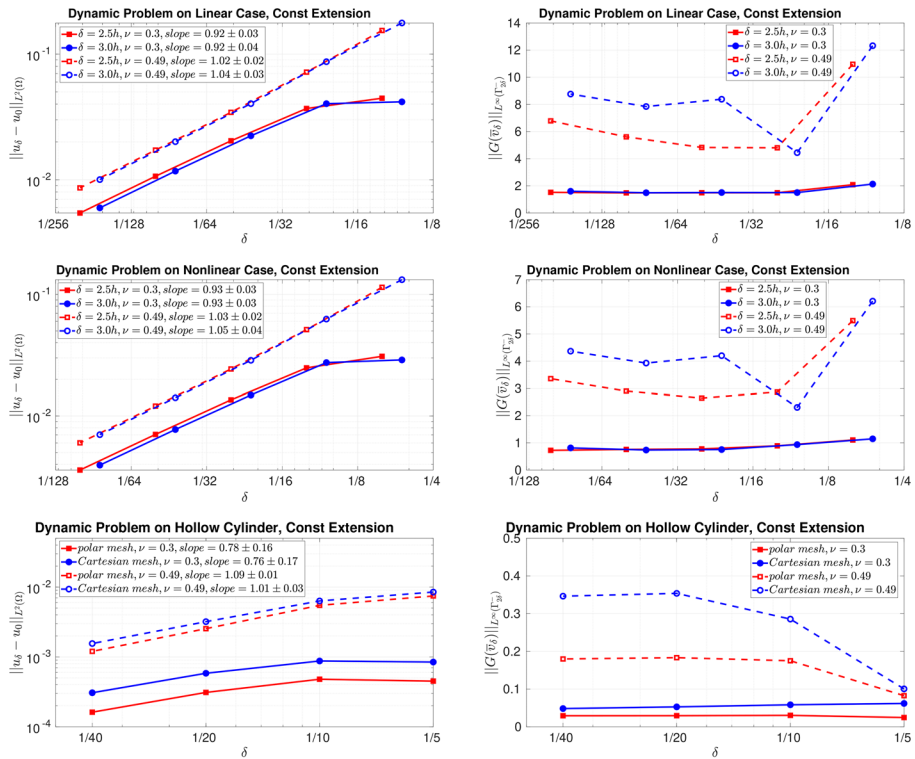 Dynamic Problem on Linear Case, Const Extension
δ = 2.5h, ν = 0.3, slope = 0.92 ± 0.03
δ = 3.0h, ν = 0.3, slope = 0.92 ± 0.04
δ = 2.5h, ν = 0.49, slope = 1.02 ± 0.02
δ = 3.0h, ν = 0.49, slope = 1.04 ± 0.03
10^{-1}
10^{-2}
||u_δ − u_0||_{L^2(Ω)}
1/256 1/128 1/64 1/32 1/16 1/8
δ
Dynamic Problem on Linear Case, Const Extension
δ = 2.5h, ν = 0.3
δ = 3.0h, ν = 0.3
δ = 2.5h, ν = 0.49
δ = 3.0h, ν = 0.49
14
12
10
8
6
4
2
0
||G(v̅_δ)||_{L^∞(Γ_{2δ}^-)}
1/256 1/128 1/64 1/32 1/16 1/8
δ
Dynamic Problem on Nonlinear Case, Const Extension
δ = 2.5h, ν = 0.3, slope = 0.93 ± 0.03
δ = 3.0h, ν = 0.3, slope = 0.93 ± 0.03
δ = 2.5h, ν = 0.49, slope = 1.03 ± 0.02
δ = 3.0h, ν = 0.49, slope = 1.05 ± 0.04
10^{-1}
10^{-2}
||u_δ − u_0||_{L^2(Ω)}
1/128 1/64 1/32 1/16 1/8 1/4
δ
Dynamic Problem on Nonlinear Case, Const Extension
δ = 2.5h, ν = 0.3
δ = 3.0h, ν = 0.3
δ = 2.5h, ν = 0.49
δ = 3.0h, ν = 0.49
7
6
5
4
3
2
1
0
||G(v̅_δ)||_{L^∞(Γ_{2δ}^-)}
1/128 1/64 1/32 1/16 1/8 1/4
δ
Dynamic Problem on Hollow Cylinder, Const Extension
polar mesh, ν = 0.3, slope = 0.78 ± 0.16
Cartesian mesh, ν = 0.3, slope = 0.76 ± 0.17
polar mesh, ν = 0.49, slope = 1.09 ± 0.01
Cartesian mesh, ν = 0.49, slope = 1.01 ± 0.03
10^{-2}
10^{-3}
10^{-4}
||u_δ − u_0||_{L^2(Ω)}
1/40 1/20 1/10 1/5
δ
Dynamic Problem on Hollow Cylinder, Const Extension
polar mesh, ν = 0.3
Cartesian mesh, ν = 0.3
polar mesh, ν = 0.49
Cartesian mesh, ν = 0.49
0.5
0.4
0.3
0.2
0.1
0
||G(v̅_δ)||_{L^∞(Γ_{2δ}^-)}
1/40 1/20 1/10 1/5
δ